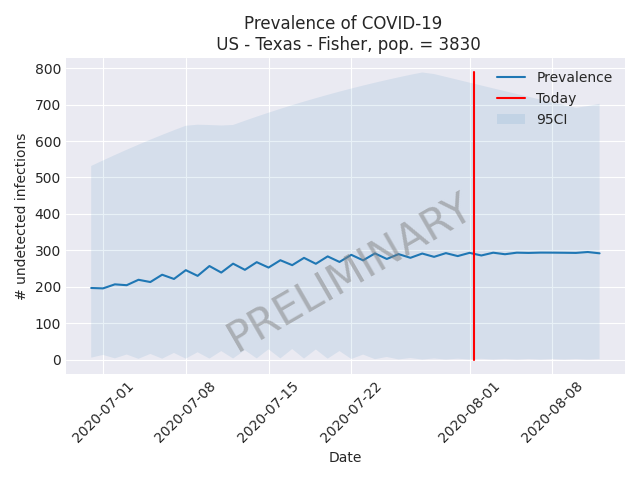 Prevalence of COVID-19
US - Texas - Fisher, pop. = 3830
# undetected infections
800
700
600
500
400
300
200
100
0
Prevalence
Today
95CI
PRELIMINARY
2020-07-01
2020-07-08
2020-07-15
2020-07-22
2020-08-01
2020-08-08
Date